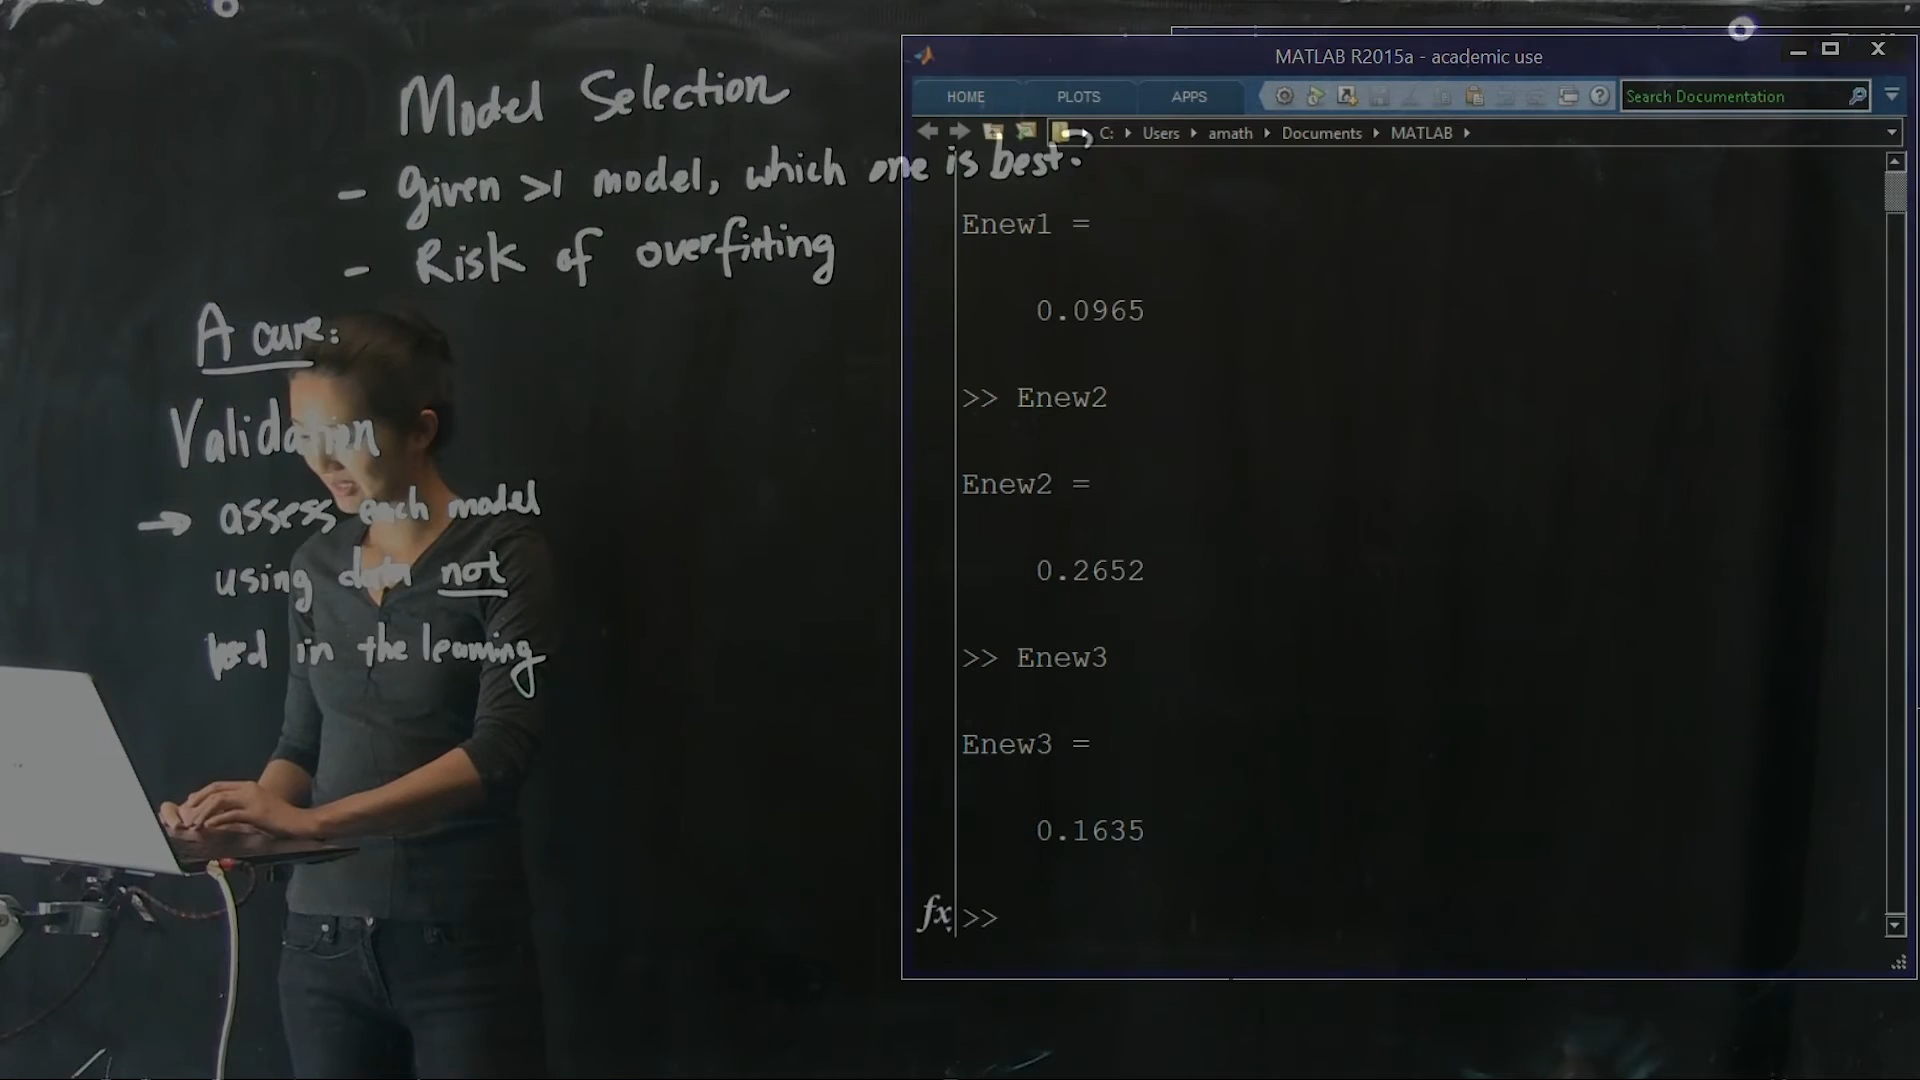 Model Selection
- Given >1 model, which one is best?
- Risk of overfitting
A cure:
Validation
→ assess each model
using data not
used in the learning
MATLAB R2015a - academic use
HOME PLOTS APPS Search Documentation
C: Users amath Documents MATLAB
Enew1 =
0.0965
>> Enew2
Enew2 =
0.2652
>> Enew3
Enew3 =
0.1635
fx >>